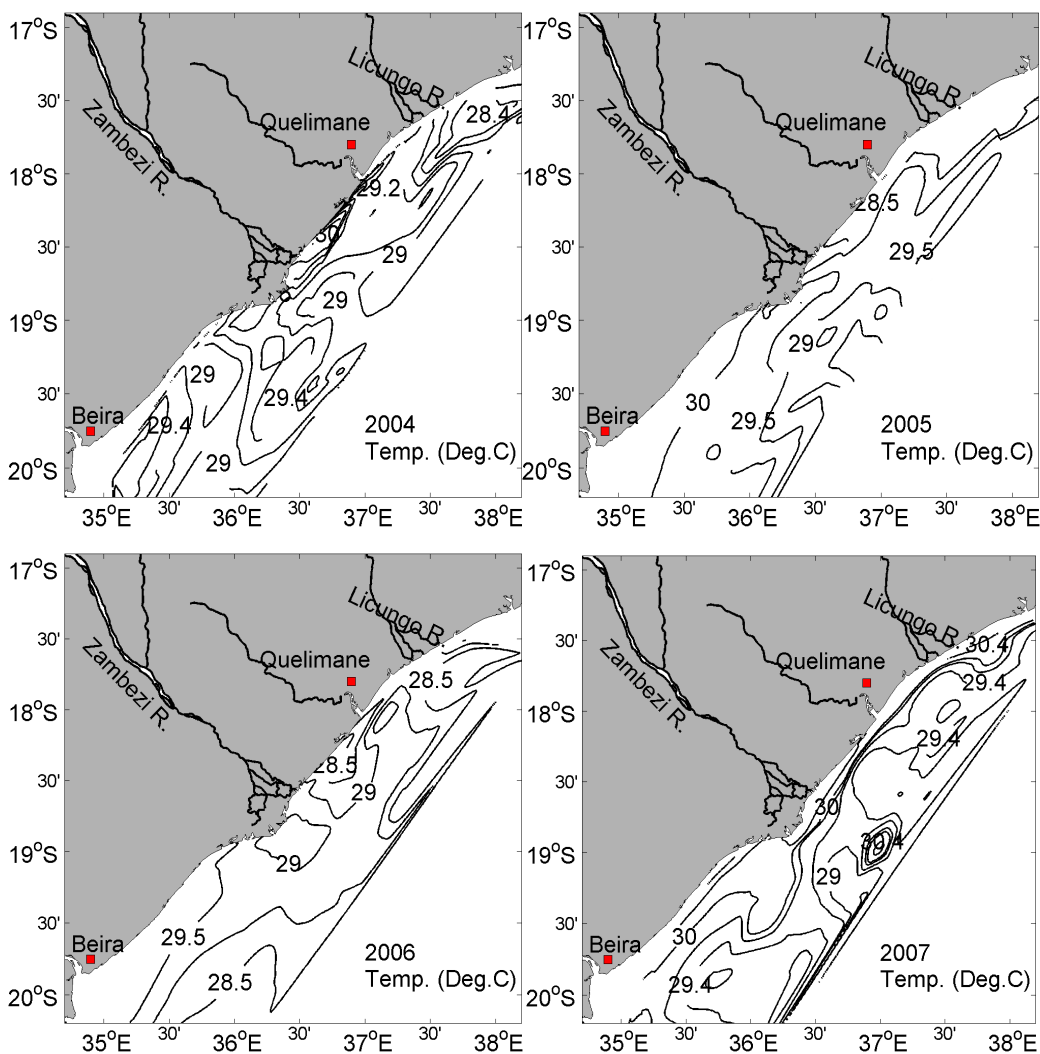 17°S
Licungo R.
30'
28.4
Quelimane
Zambezi R.
18°S
29.2
30
30'
29
29
19°S
29
30'
29.4
Beira
29.4
2004
20°S
29
Temp. (Deg.C)
35°E
30'
36°E
30'
37°E
30'
38°E
17°S
Licungo R.
30'
Quelimane
Zambezi R.
18°S
28.5
30'
29.5
19°S
29
30'
30
Beira
29.5
2005
20°S
Temp. (Deg.C)
35°E
30'
36°E
30'
37°E
30'
38°E
17°S
Licungo R.
30'
Quelimane
28.5
Zambezi R.
18°S
28.5
30'
29
19°S
29
30'
29.5
Beira
2006
28.5
Temp. (Deg.C)
20°S
35°E
30'
36°E
30'
37°E
30'
38°E
17°S
Licungo R.
30'
30.4
Quelimane
29.4
Zambezi R.
18°S
29.4
30'
30
30.4
19°S
29
30'
30
Beira
2007
29.4
Temp. (Deg.C)
20°S
35°E
30'
36°E
30'
37°E
30'
38°E